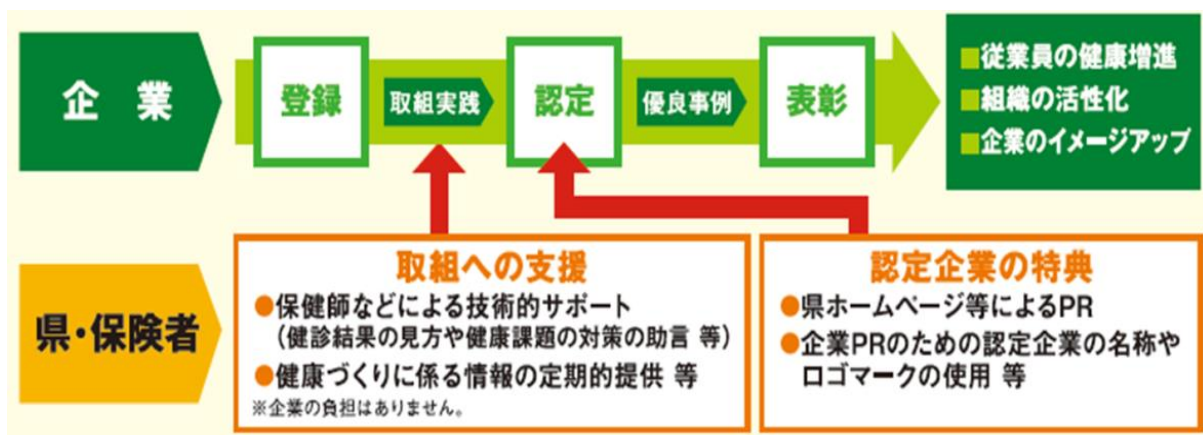 企業
登録
取組実践
認定
優良事例
表彰
■従業員の健康増進
■組織の活性化
■企業のイメージアップ
県・保険者
取組への支援
●保健師などによる技術的サポート
（健診結果の見方や健康課題の対策の助言 等）
●健康づくりに係る情報の定期的提供 等
※企業の負担はありません。
認定企業の特典
●県ホームページ等によるPR
●企業PRのための認定企業の名称や
ロゴマークの使用 等